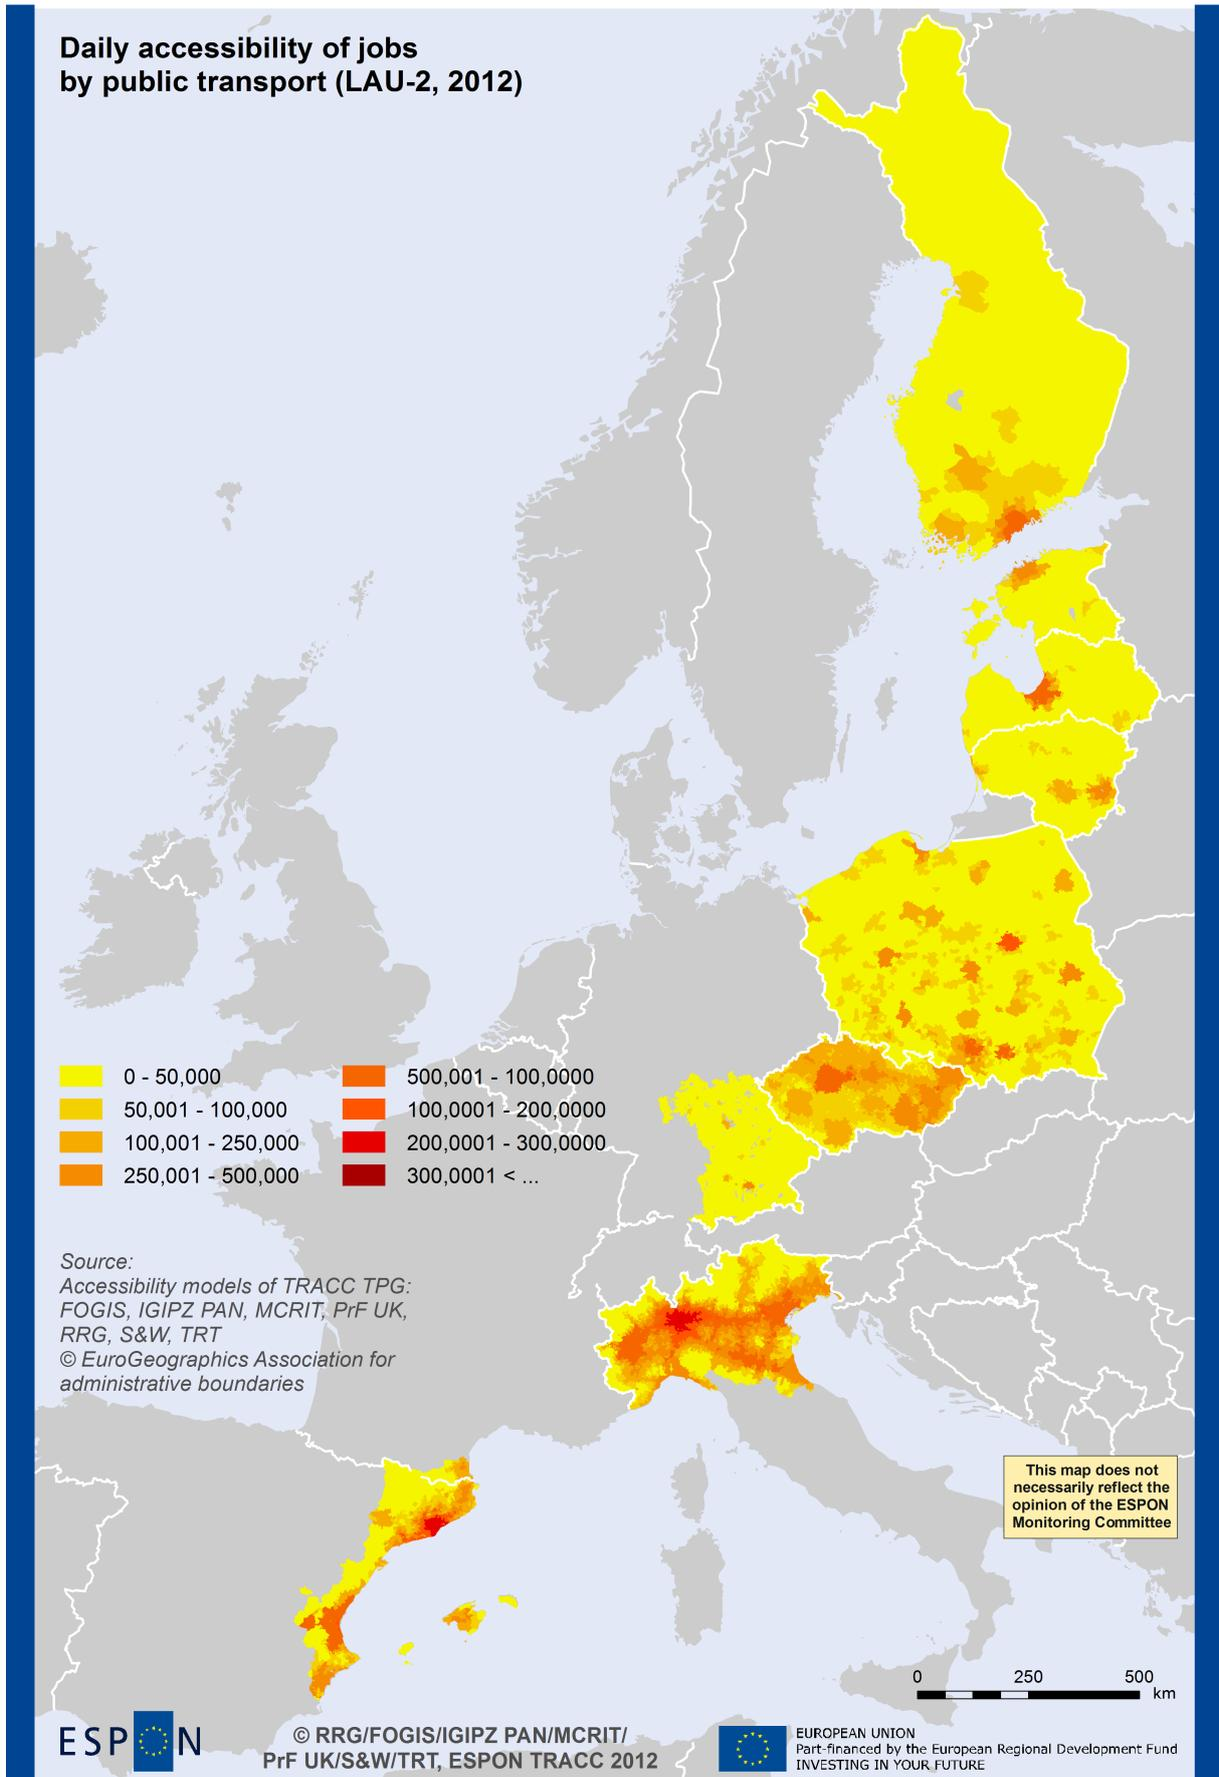 Daily accessibility of jobs
by public transport (LAU-2, 2012)
0 - 50,000
50,001 - 100,000
100,001 - 250,000
250,001 - 500,000
500,001 - 100,0000
100,0001 - 200,0000
200,0001 - 300,0000
300,0001 < ...
Source:
Accessibility models of TRACC TPG:
FOGIS, IGIPZ PAN, MCRIT, PrF UK,
RRG, S&W, TRT
© EuroGeographics Association for
administrative boundaries
This map does not
necessarily reflect the
opinion of the ESPON
Monitoring Committee
0 250 500
km
ESPON
© RRG/FOGIS/IGIPZ PAN/MCRIT/
PrF UK/S&W/TRT, ESPON TRACC 2012
EUROPEAN UNION
Part-financed by the European Regional Development Fund
INVESTING IN YOUR FUTURE